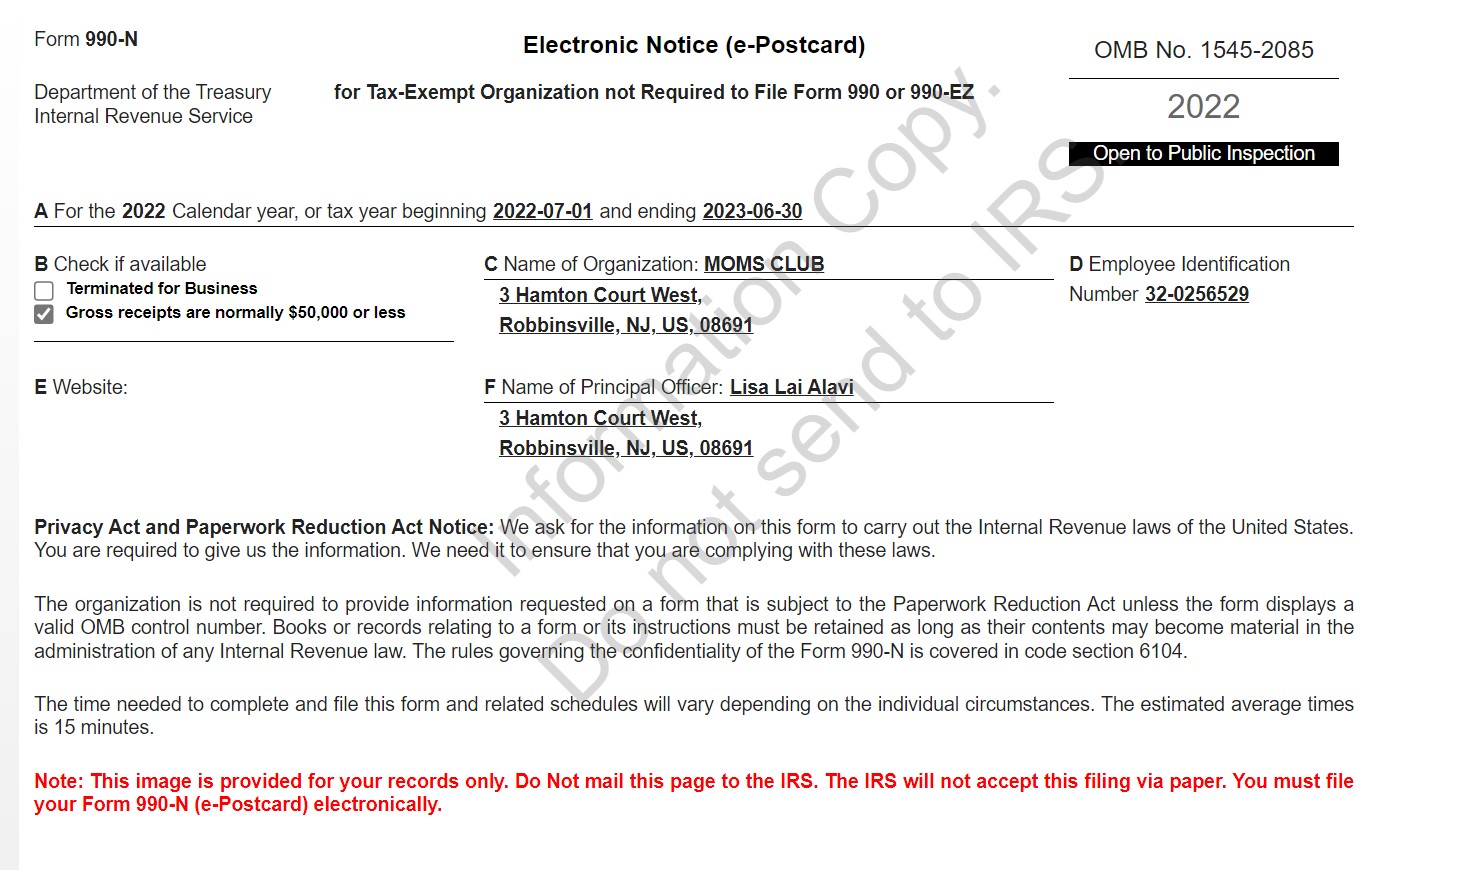 Form 990-N
Electronic Notice (e-Postcard)
OMB No. 1545-2085
Department of the Treasury
Internal Revenue Service
for Tax-Exempt Organization not Required to File Form 990 or 990-EZ
2022
Open to Public Inspection
A For the 2022 Calendar year, or tax year beginning 2022-07-01 and ending 2023-06-30
B Check if available
Terminated for Business
Gross receipts are normally $50,000 or less
C Name of Organization: MOMS CLUB
3 Hamton Court West,
Robbinsville, NJ, US, 08691
D Employee Identification
Number 32-0256529
E Website:
F Name of Principal Officer: Lisa Lai Alavi
3 Hamton Court West,
Robbinsville, NJ, US, 08691
Privacy Act and Paperwork Reduction Act Notice: We ask for the information on this form to carry out the Internal Revenue laws of the United States.
You are required to give us the information. We need it to ensure that you are complying with these laws.
The organization is not required to provide information requested on a form that is subject to the Paperwork Reduction Act unless the form displays a
valid OMB control number. Books or records relating to a form or its instructions must be retained as long as their contents may become material in the
administration of any Internal Revenue law. The rules governing the confidentiality of the Form 990-N is covered in code section 6104.
The time needed to complete and file this form and related schedules will vary depending on the individual circumstances. The estimated average times
is 15 minutes.
Note: This image is provided for your records only. Do Not mail this page to the IRS. The IRS will not accept this filing via paper. You must file
your Form 990-N (e-Postcard) electronically.
Information Copy.
Do not send to IRS.